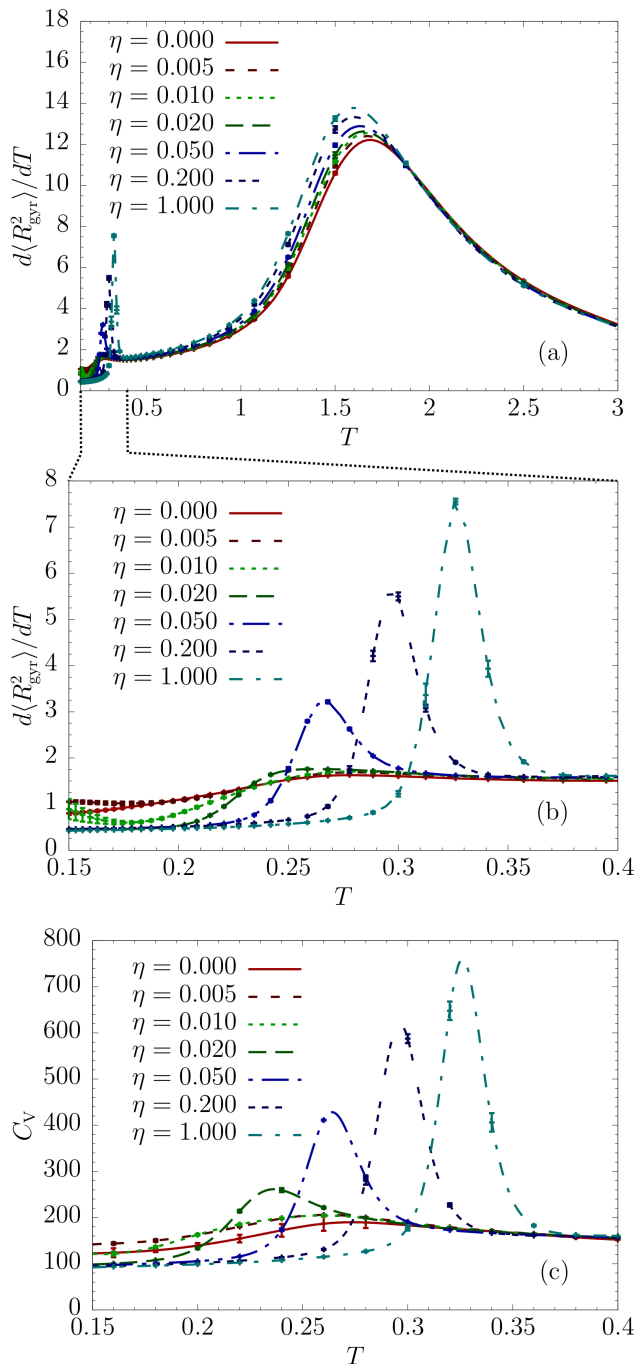 18
16
14
12
10
8
6
4
2
0
d⟨R²gyr⟩/dT
η = 0.000
η = 0.005
η = 0.010
η = 0.020
η = 0.050
η = 0.200
η = 1.000
(a)
0.5 1 1.5 2 2.5 3
T
8
7
6
5
4
3
2
1
0
d⟨R²gyr⟩/dT
η = 0.000
η = 0.005
η = 0.010
η = 0.020
η = 0.050
η = 0.200
η = 1.000
(b)
0.15 0.2 0.25 0.3 0.35 0.4
T
800
700
600
500
400
300
200
100
0
C_V
η = 0.000
η = 0.005
η = 0.010
η = 0.020
η = 0.050
η = 0.200
η = 1.000
(c)
0.15 0.2 0.25 0.3 0.35 0.4
T